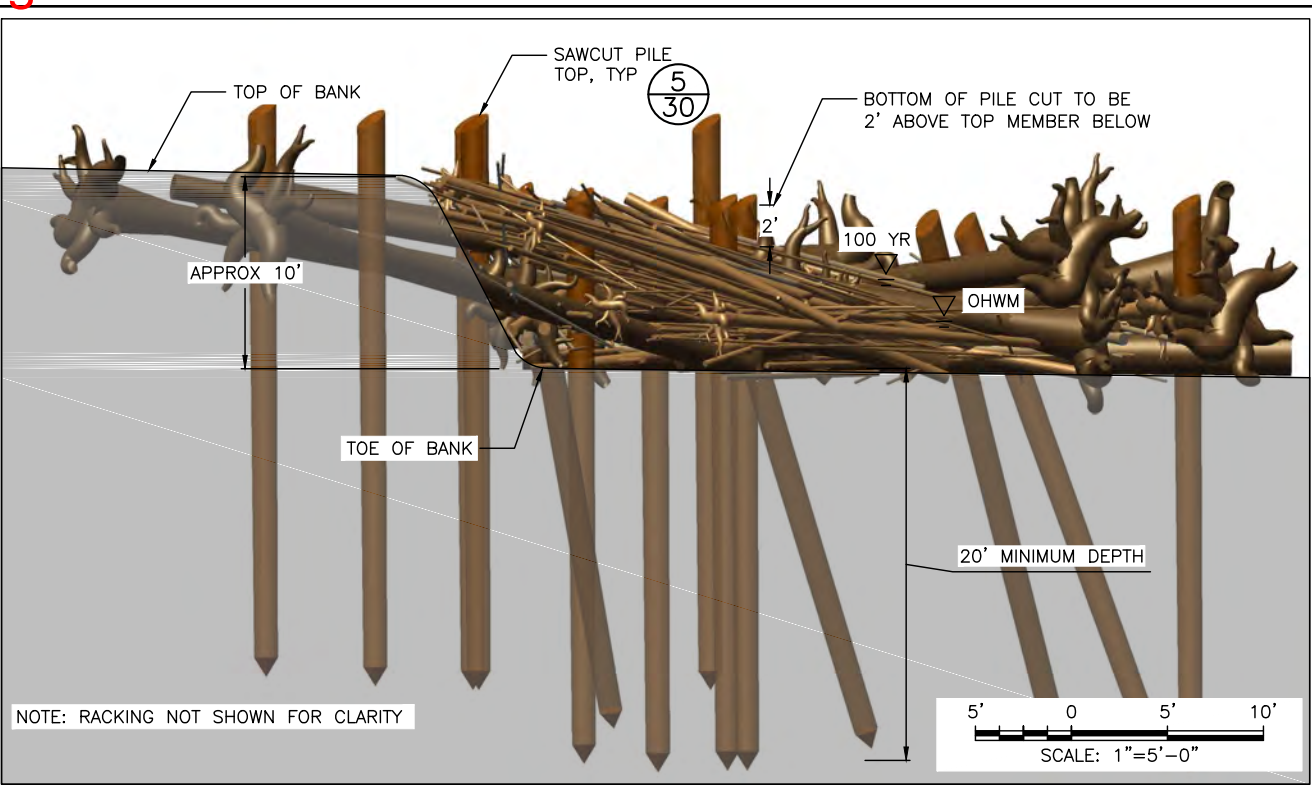 SAWCUT PILE
TOP, TYP
5
30
TOP OF BANK
BOTTOM OF PILE CUT TO BE
2' ABOVE TOP MEMBER BELOW
2'
100 YR
APPROX 10'
OHWM
TOE OF BANK
20' MINIMUM DEPTH
NOTE: RACKING NOT SHOWN FOR CLARITY
5' 0 5' 10'
SCALE: 1"=5'-0"